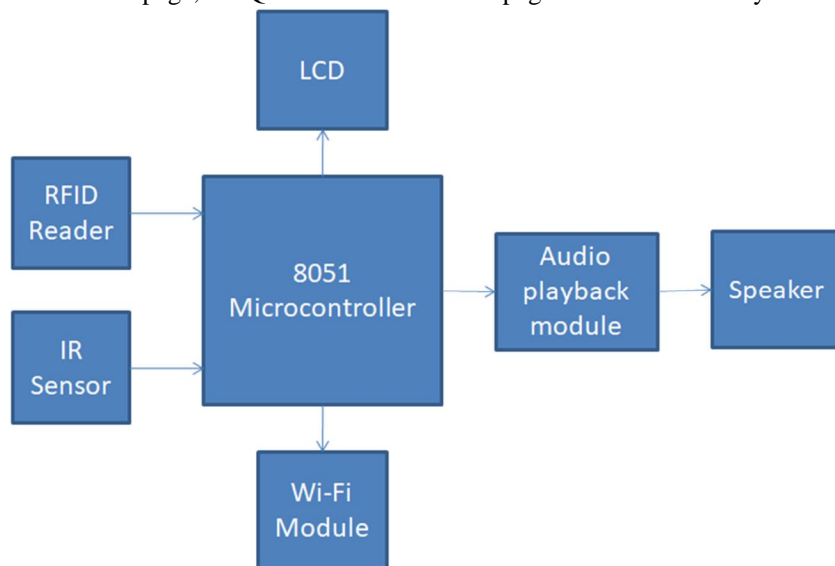 LCD
RFID
Reader
8051
Microcontroller
Audio
playback
module
Speaker
IR
Sensor
Wi-Fi
Module